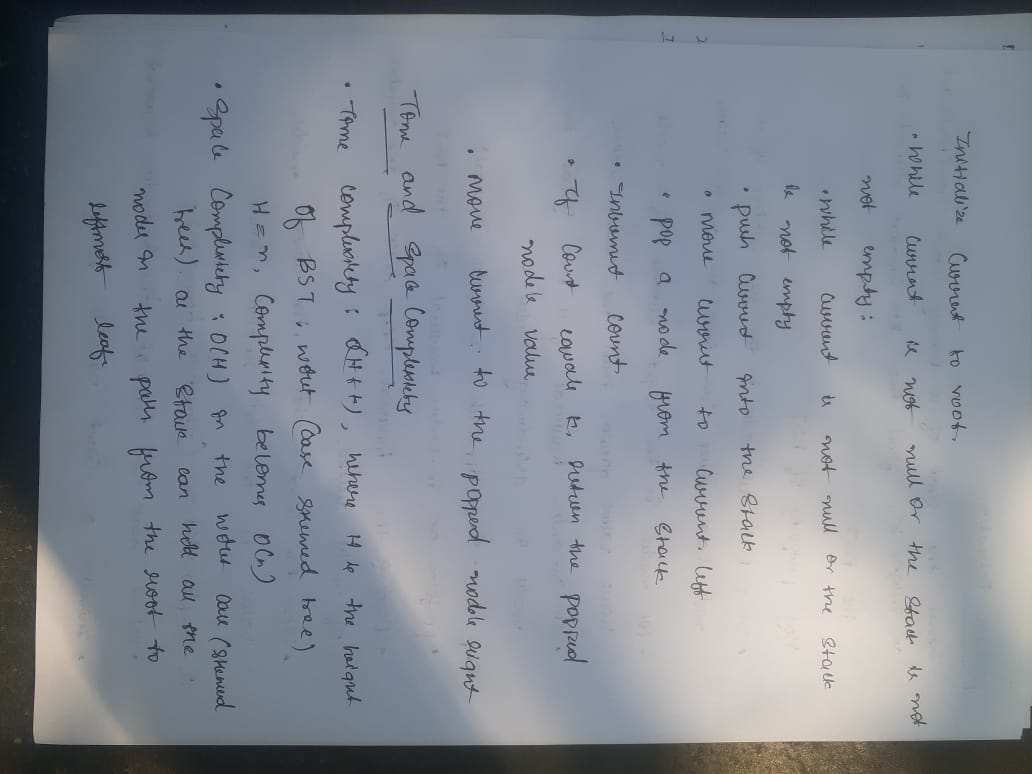 Initialize Current to root.
• while Current is not null or the stack is not
not empty:
• while Current is not null or the stack
be not empty
• push Current into the stack
• move current to current.left
• pop a node from the stack
• Increment count.
• If Count equals k, return the popped
node's value.
• Move Current to the popped node right
Time and Space Complexity
• Time complexity: O(H+k), where H is the height
of BST; worst (case skewed tree)
H=n, Complexity becomes O(n)
• Space Complexity: O(H) in the worst case (skewed
trees). as the stack can hold all the
nodes in the path from the root to
leftmost leaf.